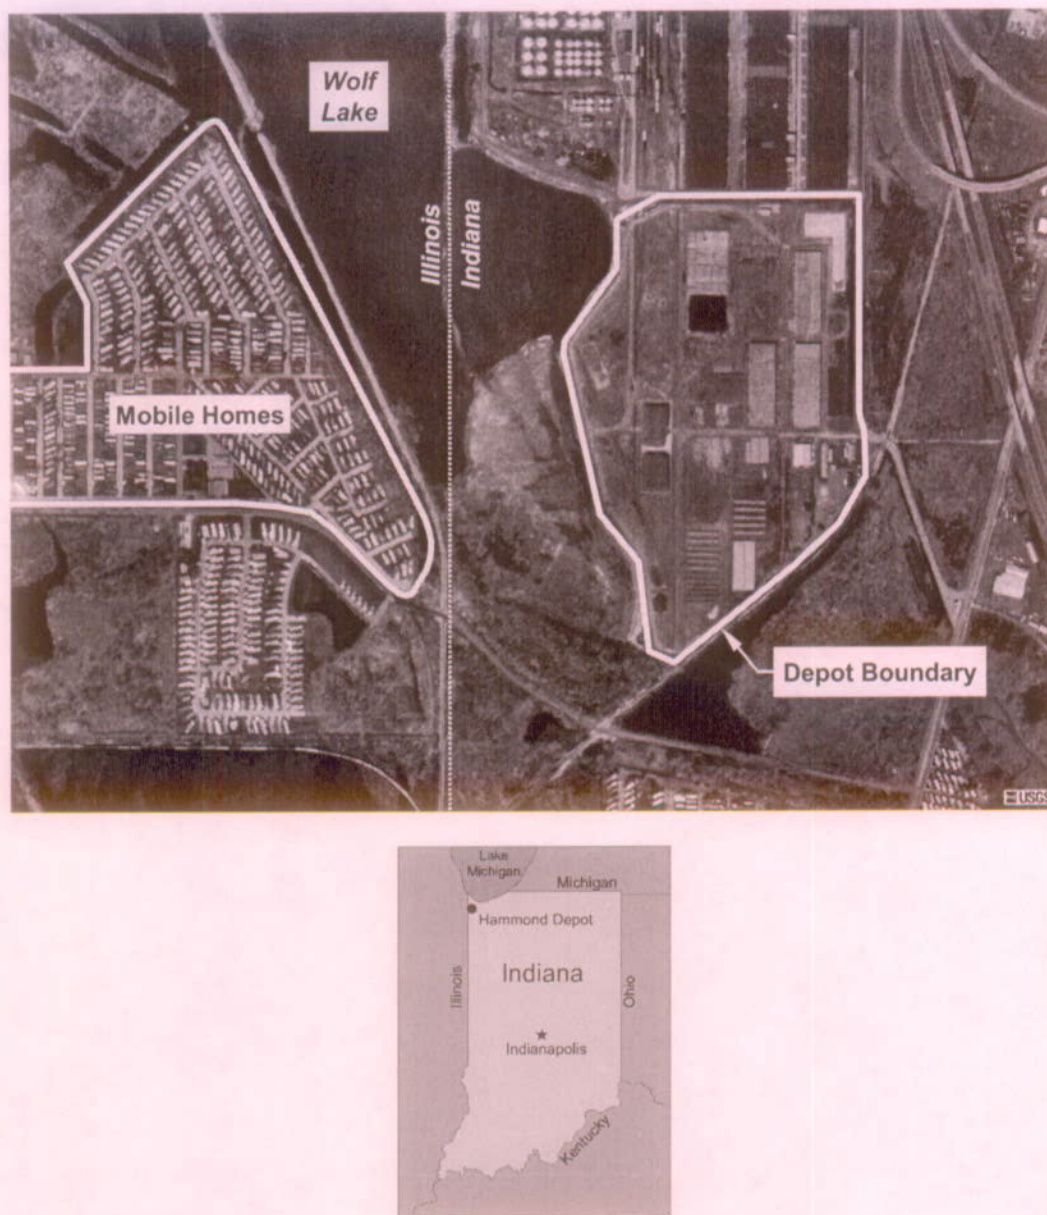 Wolf
Lake
Illinois
Indiana
Mobile Homes
Depot Boundary
USGS
Lake
Michigan
Michigan
Hammond Depot
Illinois
Indiana
Ohio
Indianapolis
Kentucky